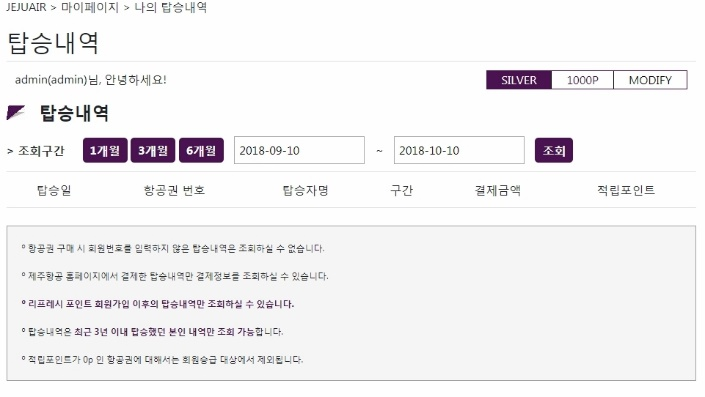 JEJUAIR > 마이페이지 > 나의 탑승내역
탑승내역
admin(admin)님, 안녕하세요!
SILVER 1000P MODIFY
탑승내역
> 조회구간 1개월 3개월 6개월 2018-09-10 ~ 2018-10-10 조회
탑승일 항공권 번호 탑승자명 구간 결제금액 적립포인트
º 항공권 구매 시 회원번호를 입력하지 않은 탑승내역은 조회하실 수 없습니다.
º 제주항공 홈페이지에서 결제한 탑승내역만 결제정보를 조회하실 수 있습니다.
º 리프레시 포인트 회원가입 이후의 탑승내역만 조회하실 수 있습니다.
º 탑승내역은 최근 3년 이내 탑승했던 본인 내역만 조회 가능합니다.
º 적립포인트가 0p 인 항공권에 대해서는 회원승급 대상에서 제외됩니다.